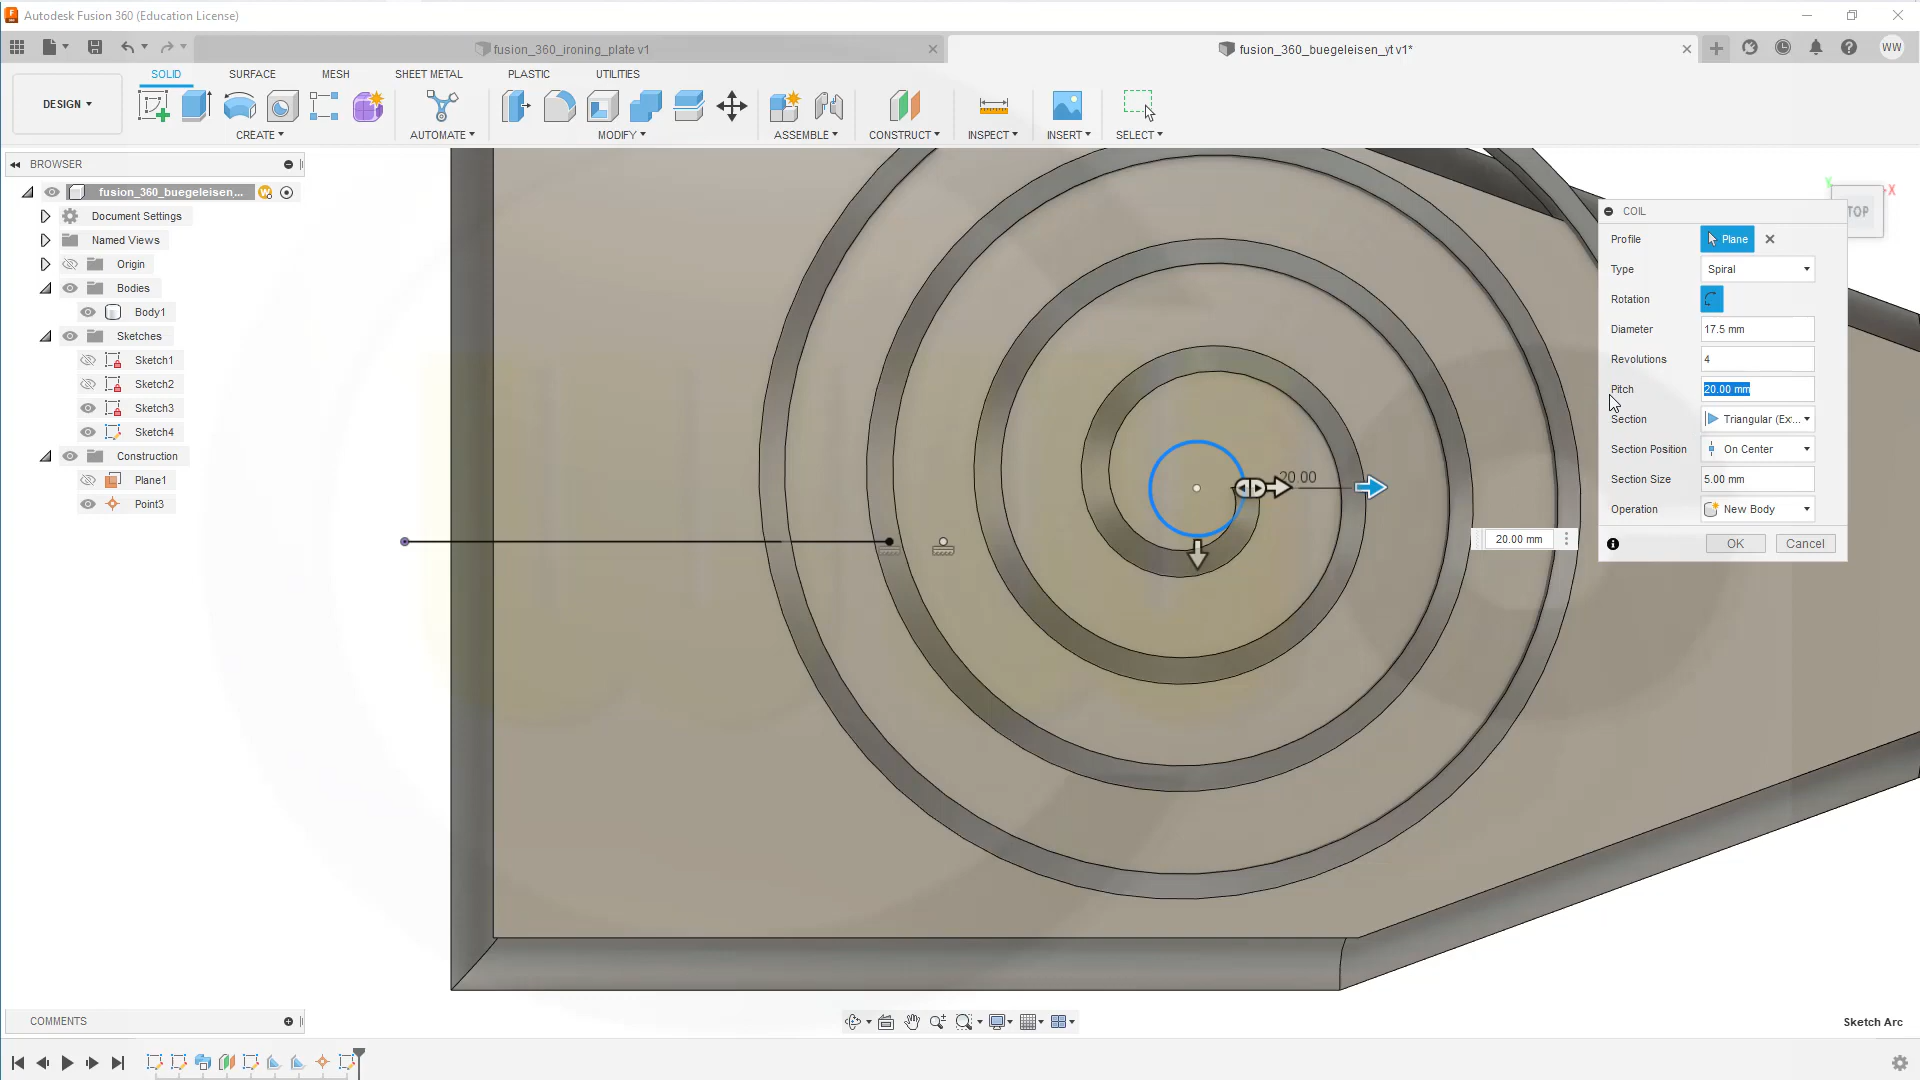 Autodesk Fusion 360 (Education License)
fusion_360_ironing_plate v1
fusion_360_buegeleisen_yt v1*
WW
DESIGN
SOLID
SURFACE
MESH
SHEET METAL
PLASTIC
UTILITIES
CREATE
AUTOMATE
MODIFY
ASSEMBLE
CONSTRUCT
INSPECT
INSERT
SELECT
BROWSER
fusion_360_buegeleisen...
Document Settings
Named Views
Origin
Bodies
Body1
Sketches
Sketch1
Sketch2
Sketch3
Sketch4
Construction
Plane1
Point3
Y
X
TOP
COIL
Profile Plane
Type Spiral
Rotation
Diameter 17.5 mm
Revolutions 4
Pitch 20.00 mm
Section Triangular (Ex...
Section Position On Center
Section Size 5.00 mm
Operation New Body
OK Cancel
20.00
20.00 mm
COMMENTS
Sketch Arc